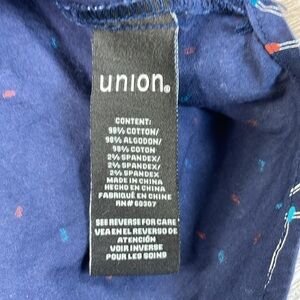 union.
CONTENT:
98% COTTON/
98% ALGODON/
98% COTON
2% SPANDEX/
2% SPANDEX/
2% SPANDEX
MADE IN CHINA
HECHO EN CHINA
FABRIQUÉ EN CHINE
RN# 60307
SEE REVERSE FOR CARE
VEA EN EL REVERSO DE
ATENCIÓN
VOIR INVERSE
POUR LES SOINS